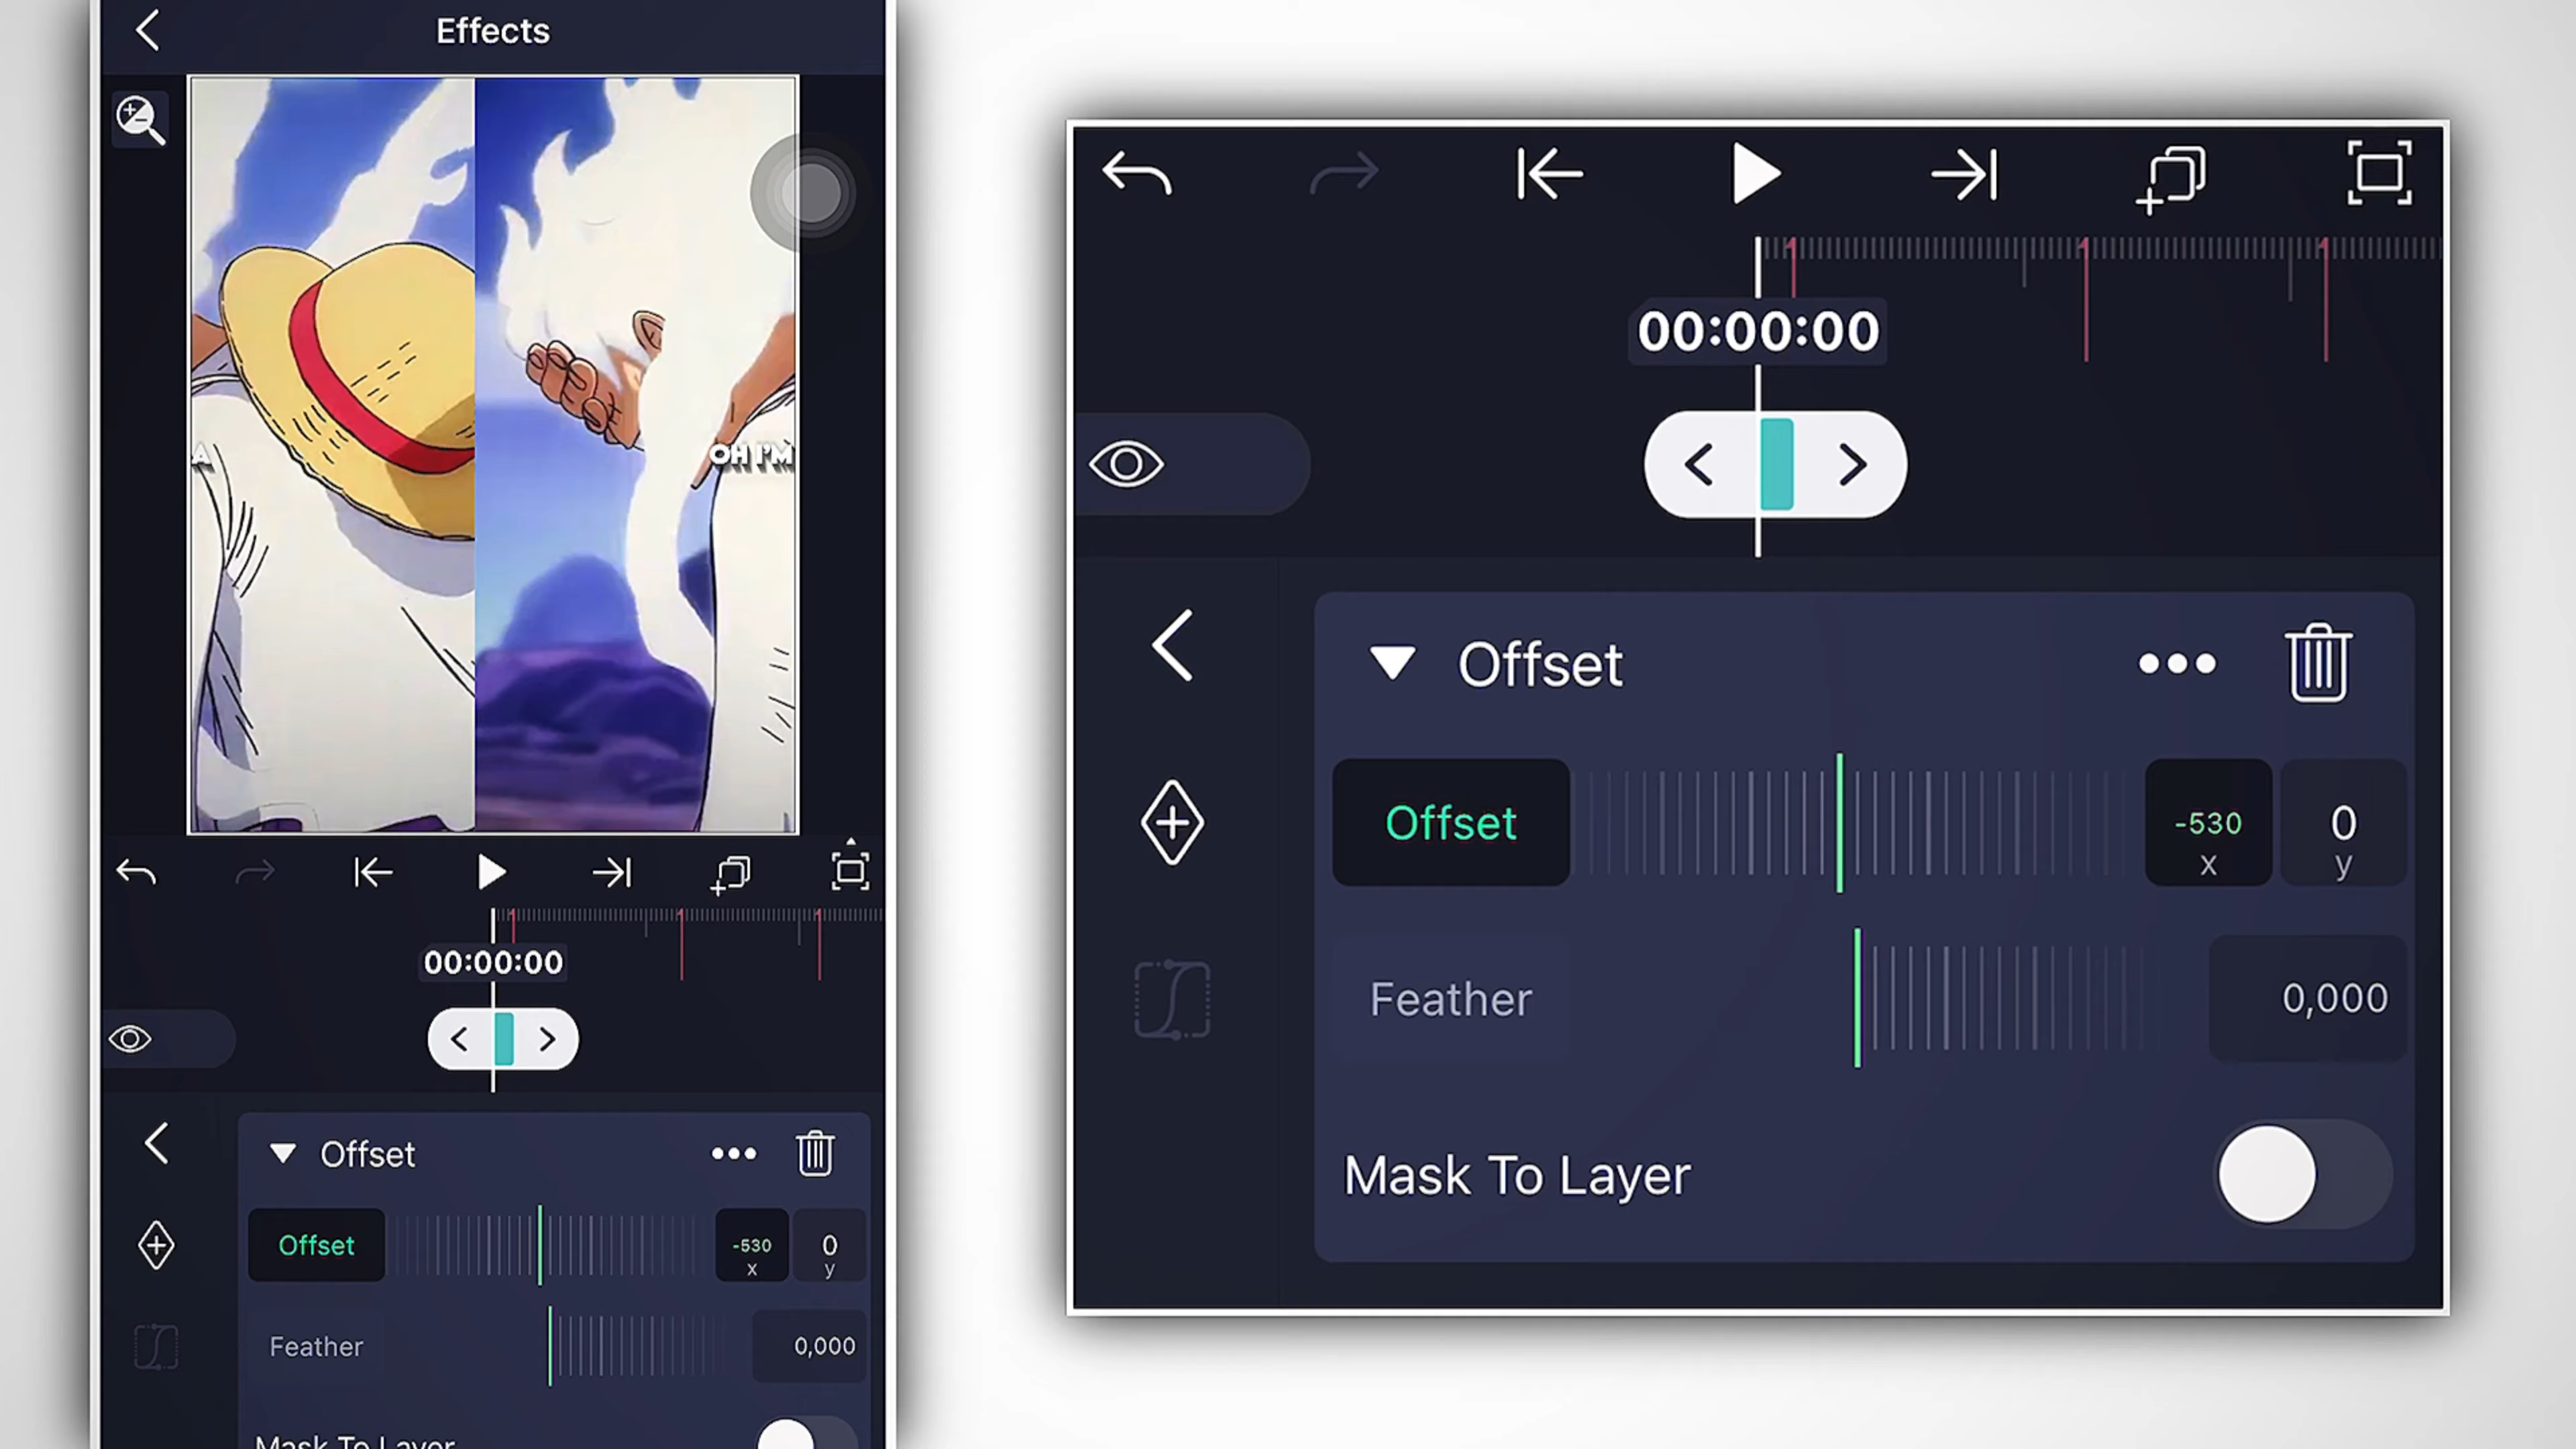 Effects
A
OH I'M
00:00:00
Offset
Offset
-530
x
0
y
Feather
0,000
Mask To Layer
00:00:00
Offset
Offset
-530
x
0
y
Feather
0,000
Mask To Layer